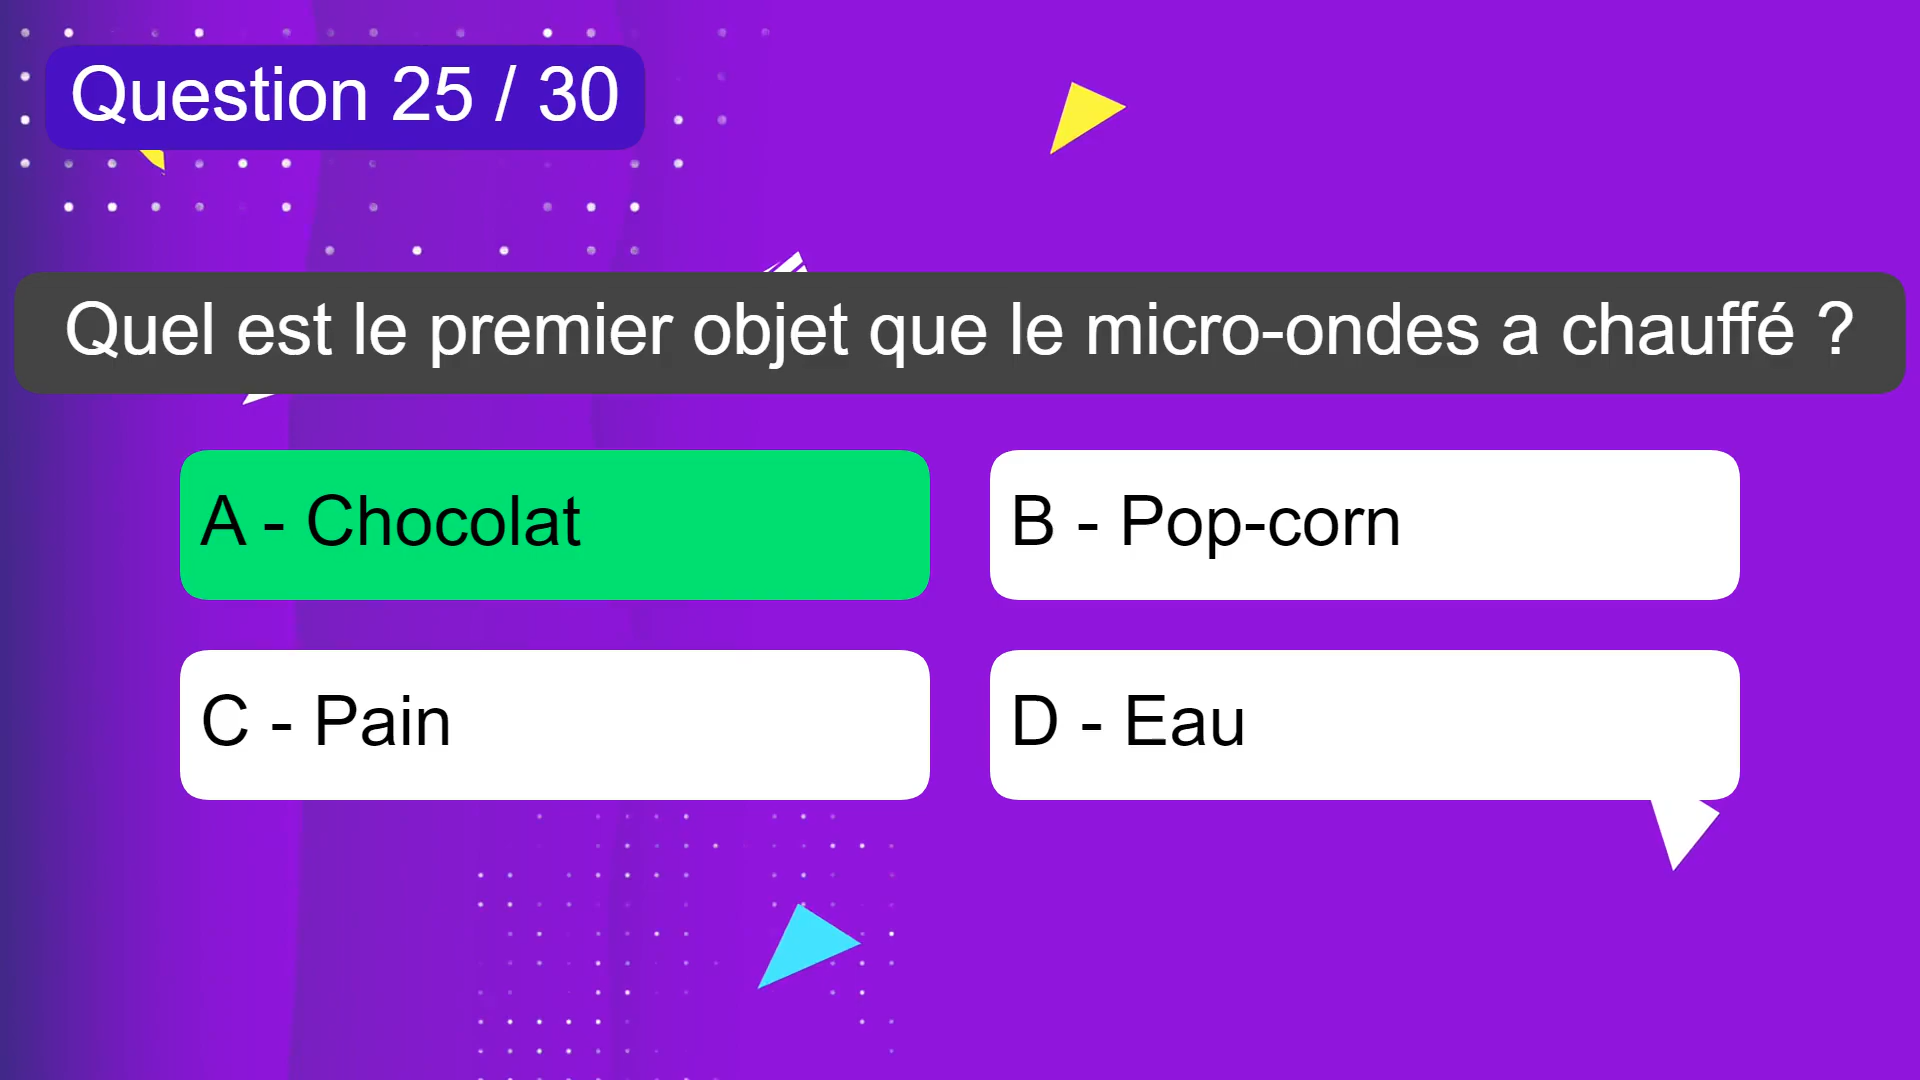 Question 25 / 30
Quel est le premier objet que le micro-ondes a chauffé ?
A - Chocolat
B - Pop-corn
C - Pain
D - Eau